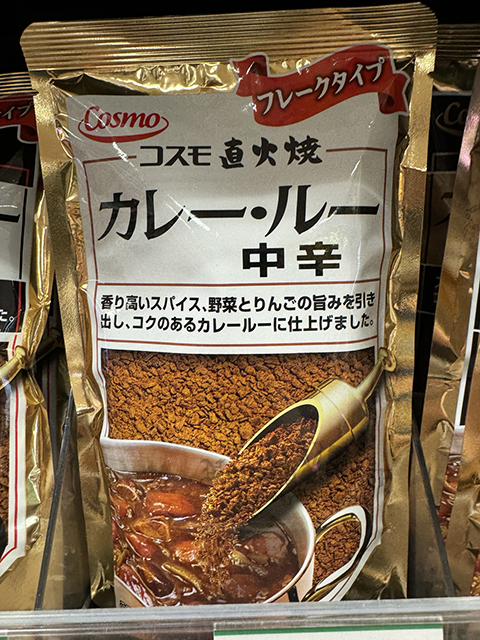 フレークタイプ
Cosmo
コスモ 直火焼
カレー・ルー
中辛
香り高いスパイス、野菜とりんごの旨みを引き
出し、コクのあるカレールーに仕上げました。